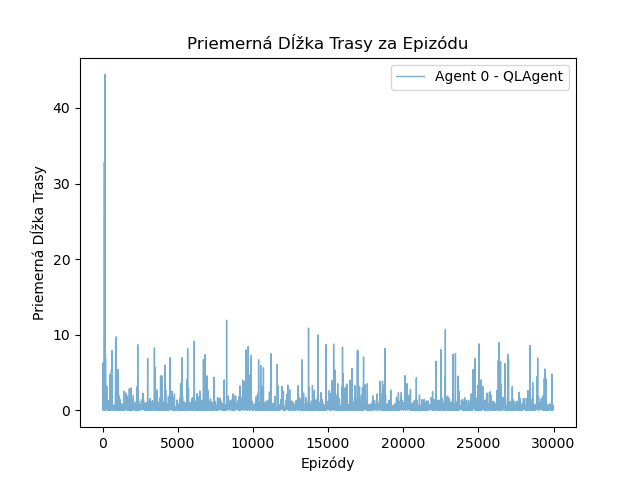 Priemerná Dĺžka Trasy za Epizódu
Agent 0 - QLAgent
Priemerná Dĺžka Trasy
40
30
20
10
0
0 5000 10000 15000 20000 25000 30000
Epizódy